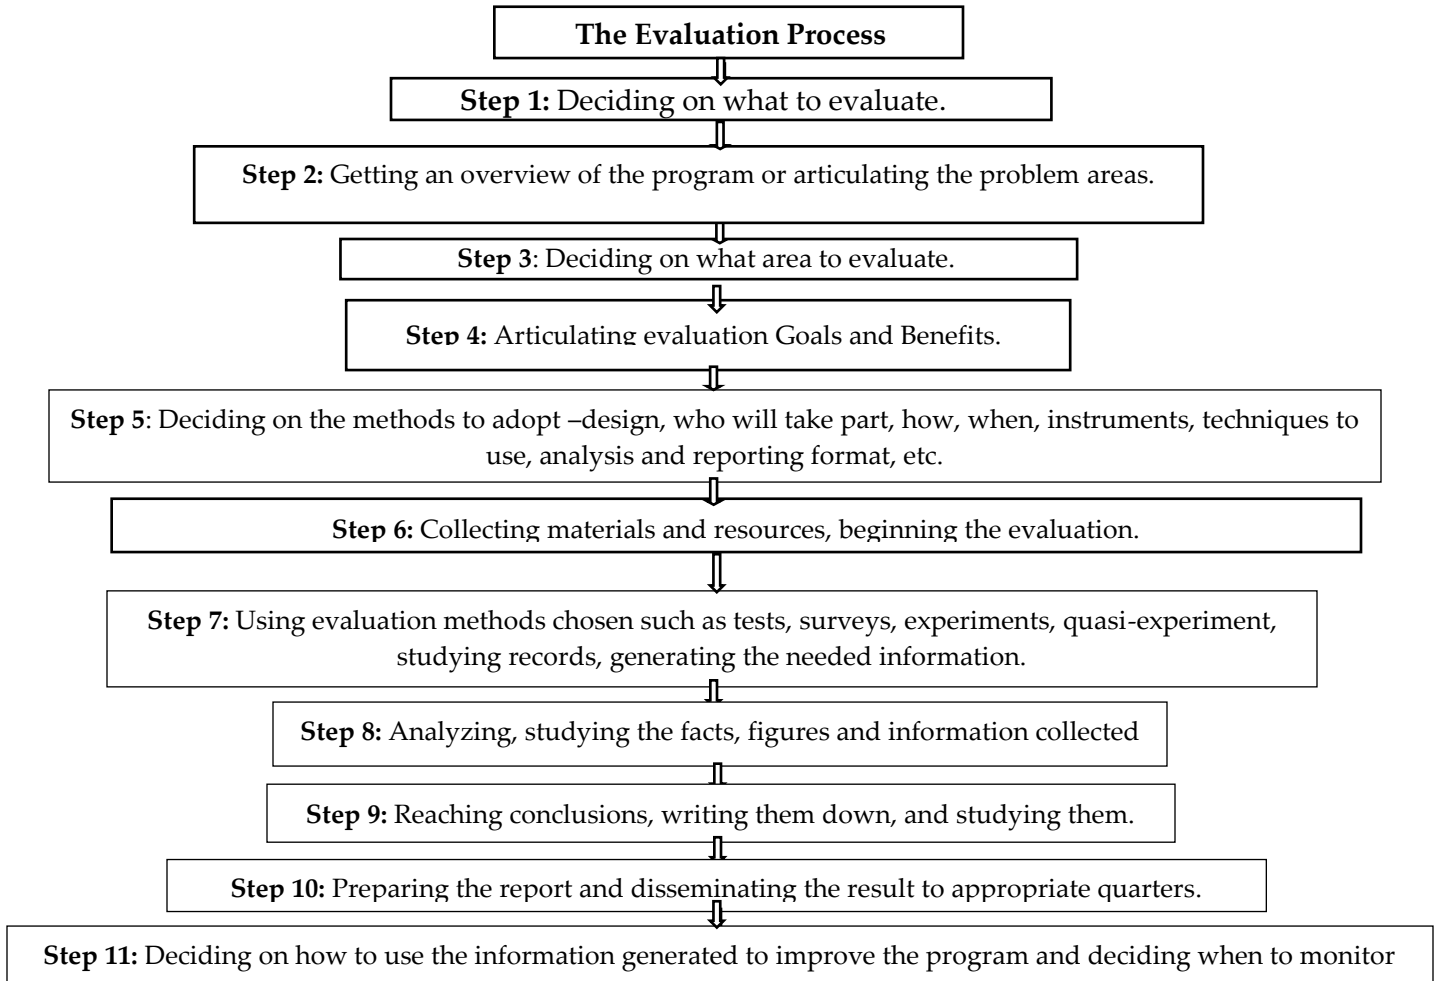 The Evaluation Process
Step 1: Deciding on what to evaluate.
Step 2: Getting an overview of the program or articulating the problem areas.
Step 3: Deciding on what area to evaluate.
Step 4: Articulating evaluation Goals and Benefits.
Step 5: Deciding on the methods to adopt –design, who will take part, how, when, instruments, techniques to
use, analysis and reporting format, etc.
Step 6: Collecting materials and resources, beginning the evaluation.
Step 7: Using evaluation methods chosen such as tests, surveys, experiments, quasi-experiment,
studying records, generating the needed information.
Step 8: Analyzing, studying the facts, figures and information collected
Step 9: Reaching conclusions, writing them down, and studying them.
Step 10: Preparing the report and disseminating the result to appropriate quarters.
Step 11: Deciding on how to use the information generated to improve the program and deciding when to monitor